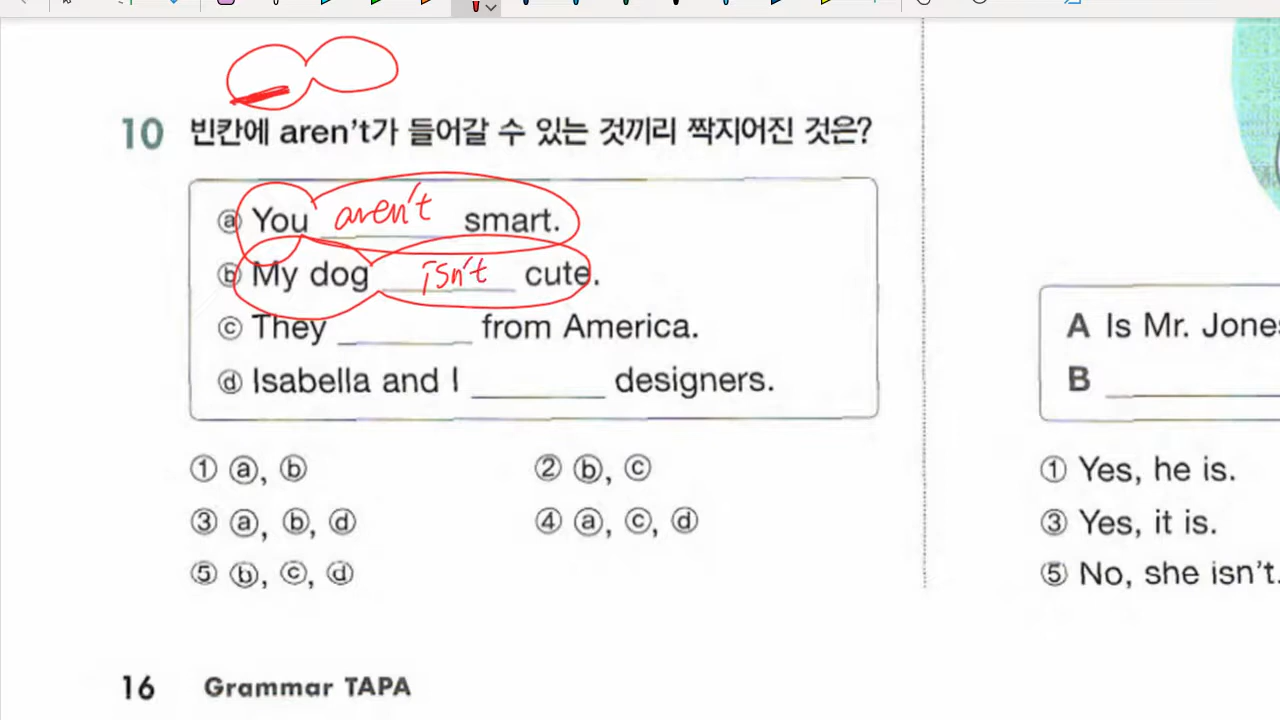 10 빈칸에 aren't가 들어갈 수 있는 것끼리 짝지어진 것은?
ⓐ You aren't smart.
ⓑ My dog isn't cute.
ⓒ They ________ from America.
ⓓ Isabella and I ________ designers.
① ⓐ, ⓑ
② ⓑ, ⓒ
③ ⓐ, ⓑ, ⓓ
④ ⓐ, ⓒ, ⓓ
⑤ ⓑ, ⓒ, ⓓ
16 Grammar TAPA
A Is Mr. Jones
B ________
① Yes, he is.
③ Yes, it is.
⑤ No, she isn't.